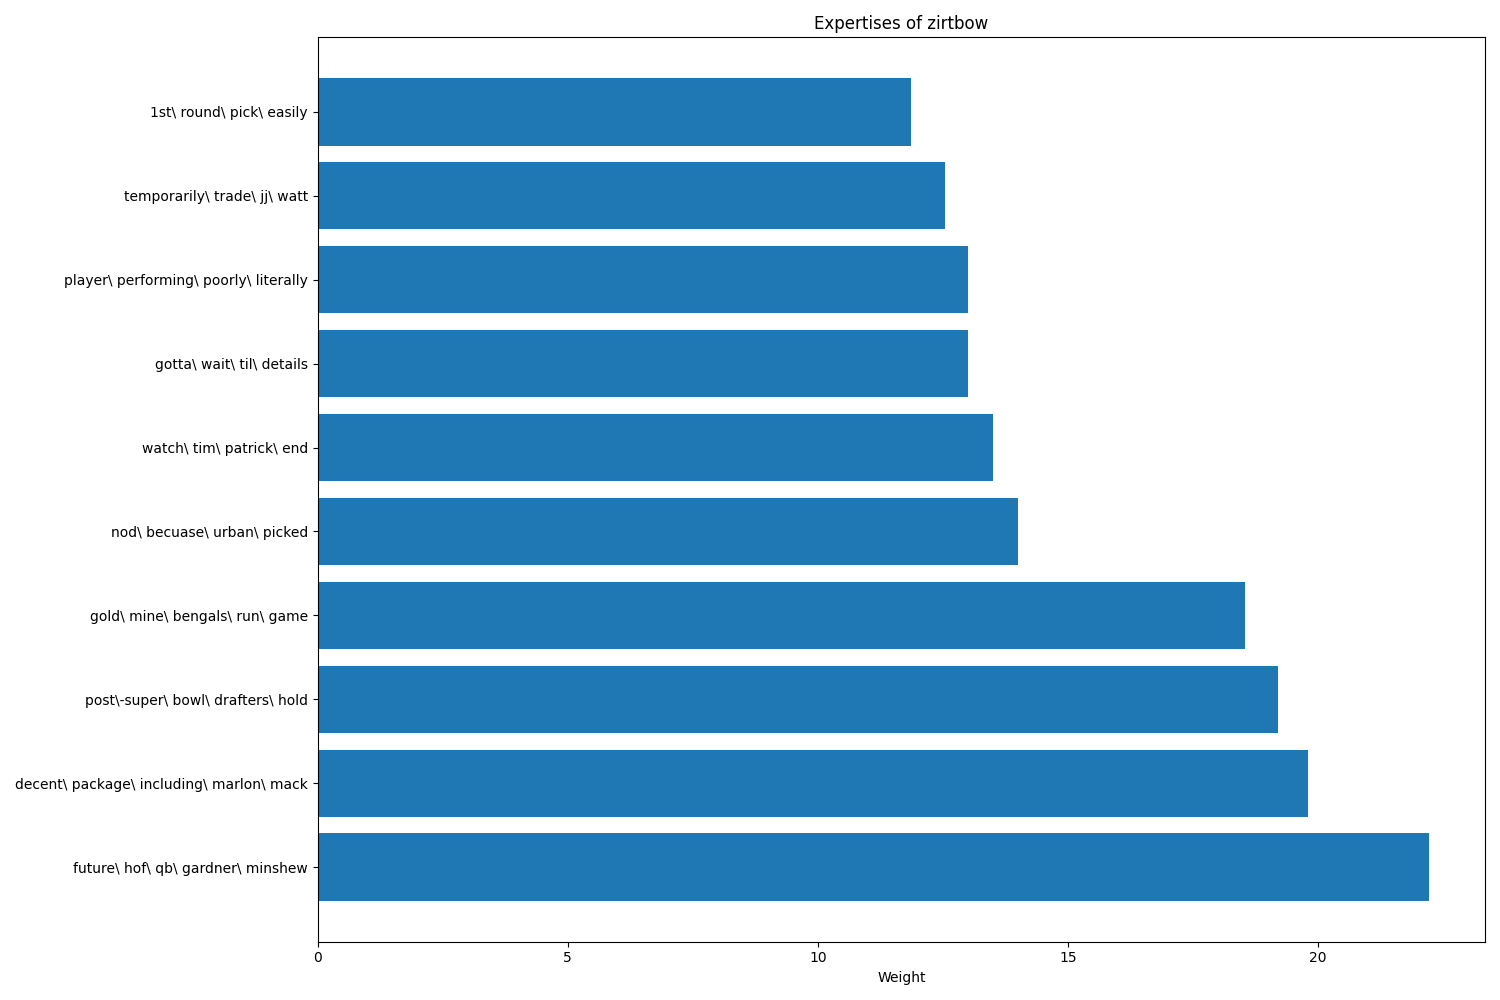 Expertises of zirtbow
1st\ round\ pick\ easily
temporarily\ trade\ jj\ watt
player\ performing\ poorly\ literally
gotta\ wait\ til\ details
watch\ tim\ patrick\ end
nod\ becuase\ urban\ picked
gold\ mine\ bengals\ run\ game
post\-super\ bowl\ drafters\ hold
decent\ package\ including\ marlon\ mack
future\ hof\ qb\ gardner\ minshew
0 5 10 15 20
Weight